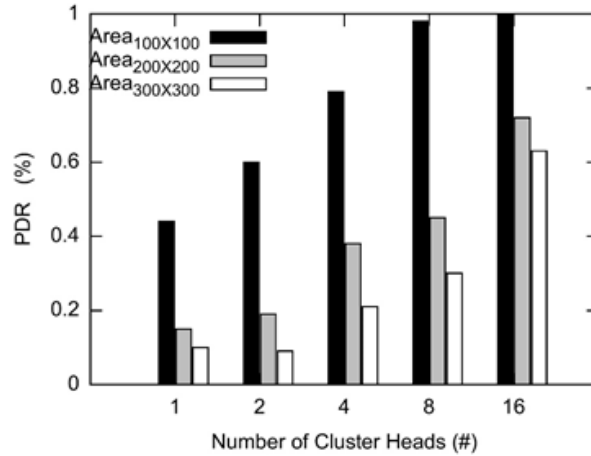 1
Area100X100
Area200X200
Area300X300
0.8
0.6
0.4
0.2
0
PDR (%)
1 2 4 8 16
Number of Cluster Heads (#)